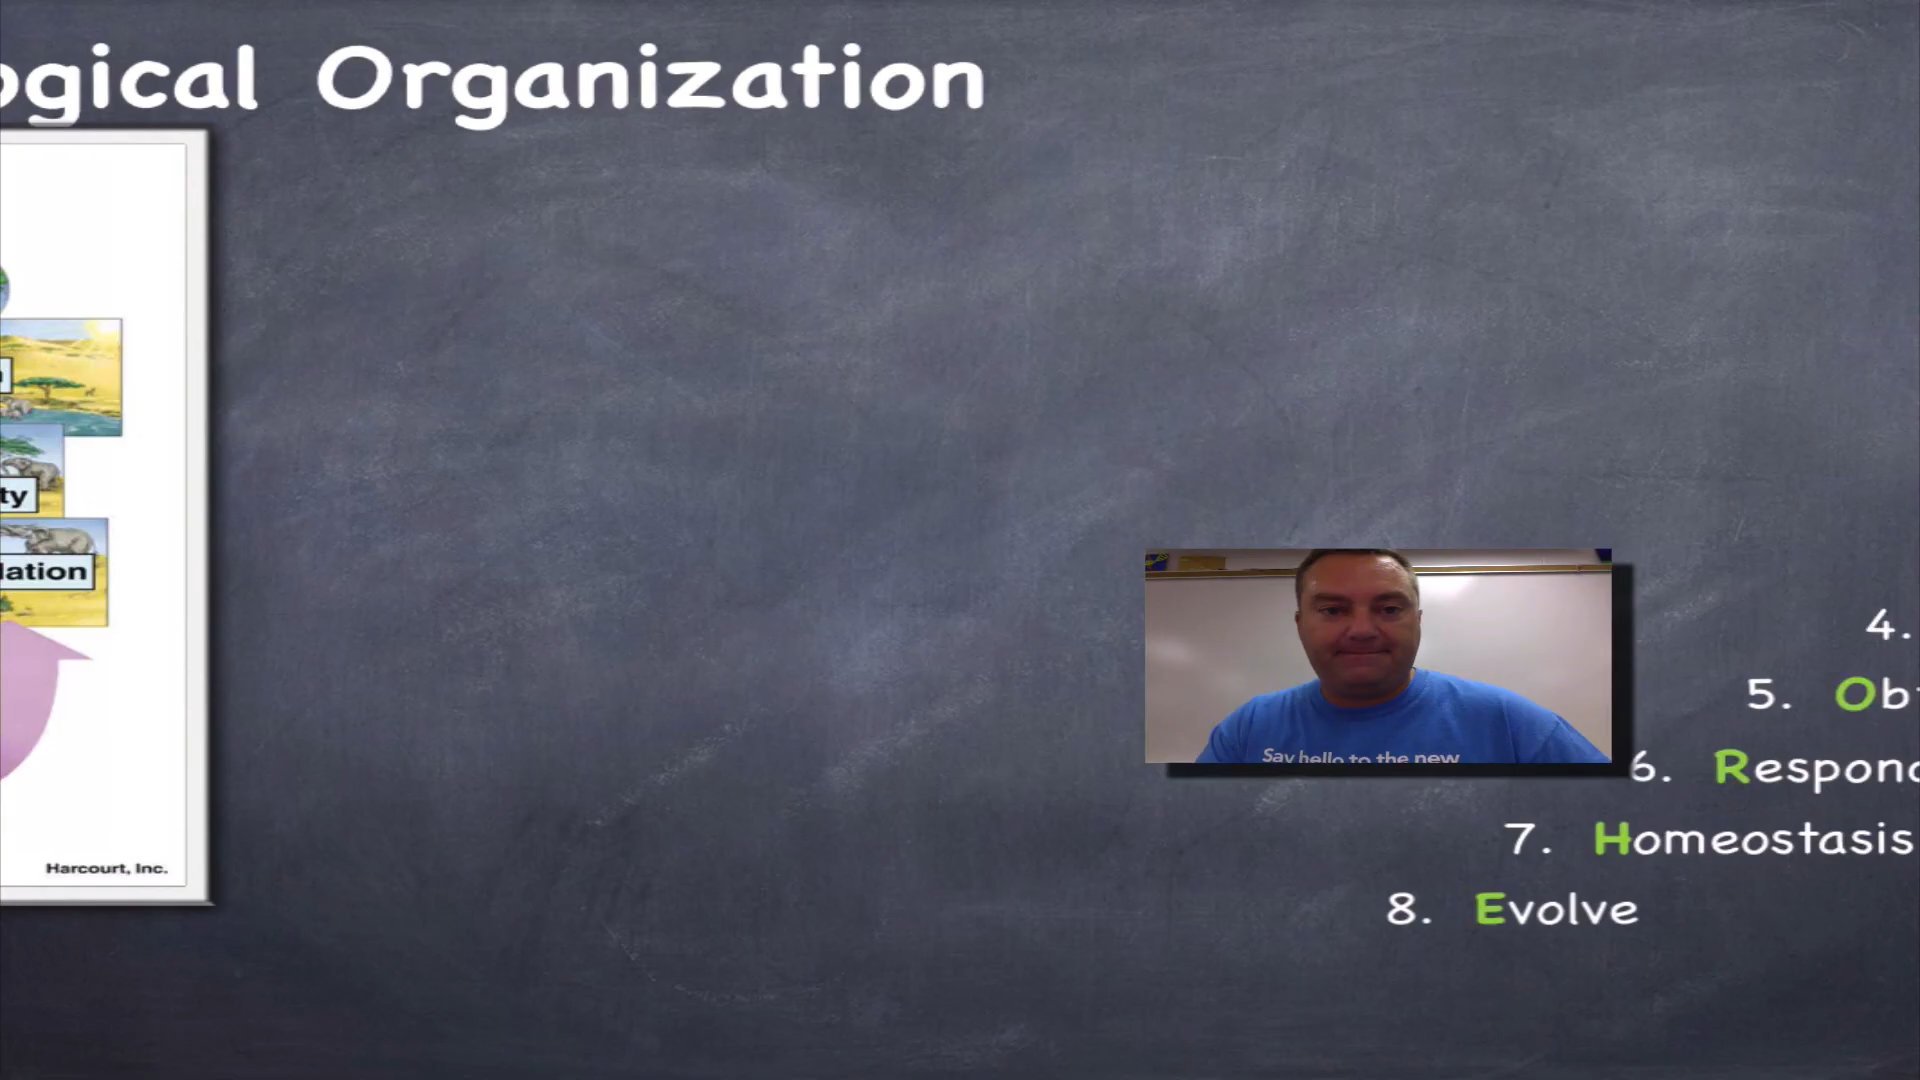 ogical Organization
ty
lation
Harcourt, Inc.
Say hello to the new
4.
5. Ob
6. Respond
7. Homeostasis
8. Evolve